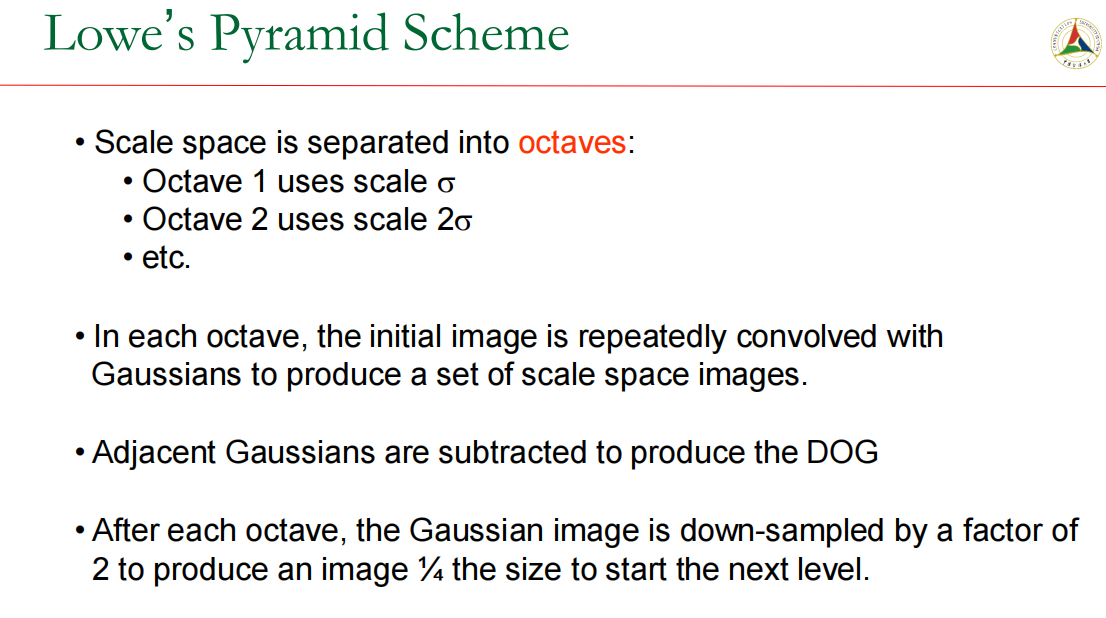 Lowe’s Pyramid Scheme
• Scale space is separated into octaves:
• Octave 1 uses scale σ
• Octave 2 uses scale 2σ
• etc.
• In each octave, the initial image is repeatedly convolved with
Gaussians to produce a set of scale space images.
• Adjacent Gaussians are subtracted to produce the DOG
• After each octave, the Gaussian image is down-sampled by a factor of
2 to produce an image ¼ the size to start the next level.